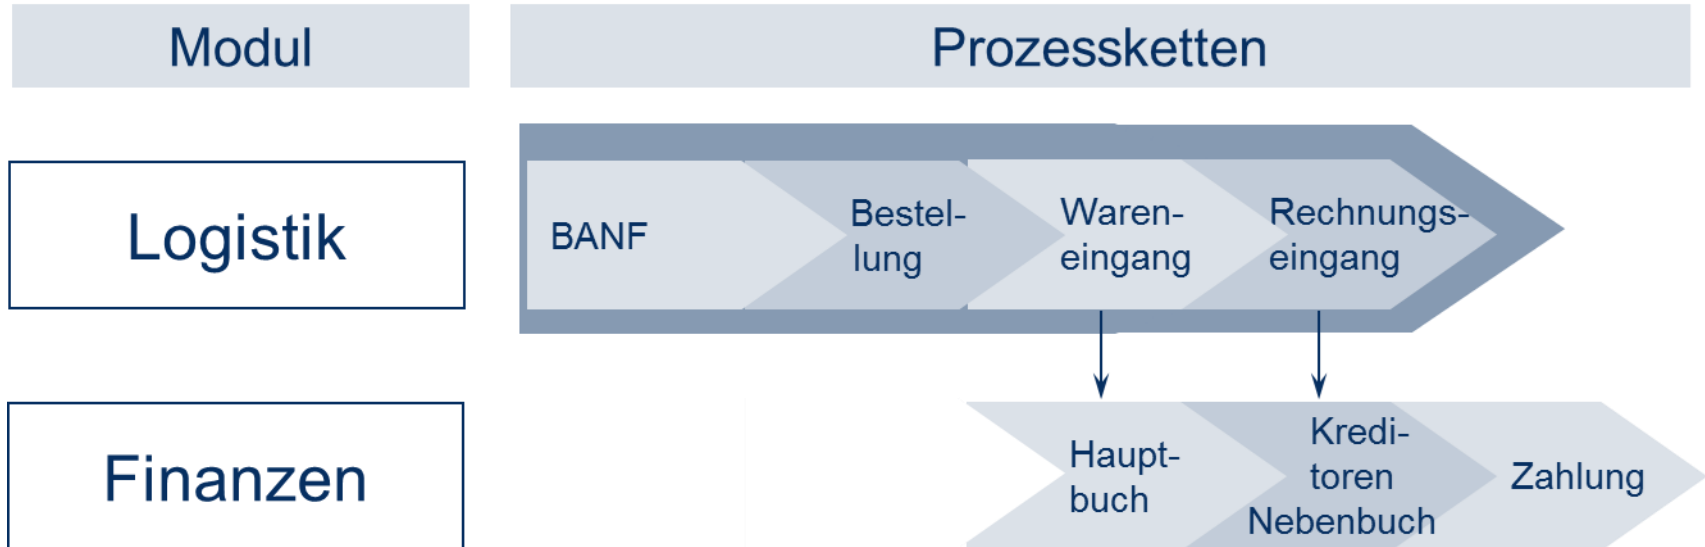 Modul
Prozessketten
Logistik
BANF
Bestel-
lung
Waren-
eingang
Rechnungs-
eingang
Finanzen
Haupt-
buch
Kredi-
toren
Nebenbuch
Zahlung